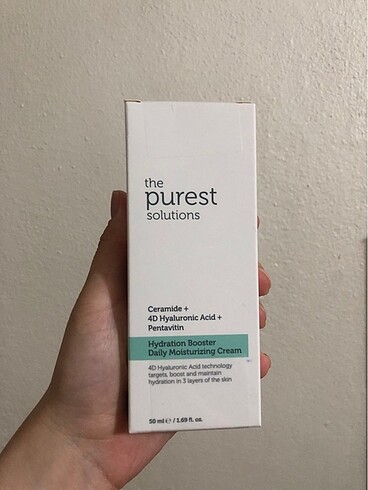 the
purest
solutions
Ceramide +
4D Hyaluronic Acid +
Pentavitin
Hydration Booster
Daily Moisturizing Cream
4D Hyaluronic Acid technology
targets, boost and maintain
hydration in 3 layers of the skin
50 ml ℮ / 1.69 fl. oz.